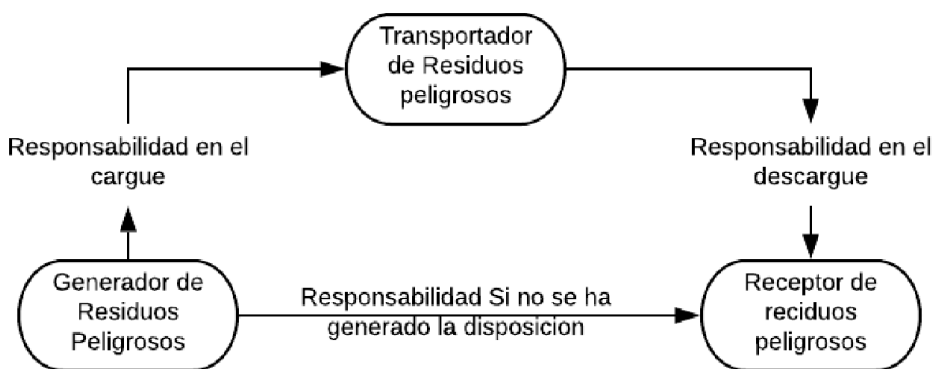 Transportador
de Residuos
peligrosos
Responsabilidad en el
cargue
Responsabilidad en el
descargue
Generador de
Residuos
Peligrosos
Responsabilidad Si no se ha
generado la disposicion
Receptor de
reciduos
peligrosos